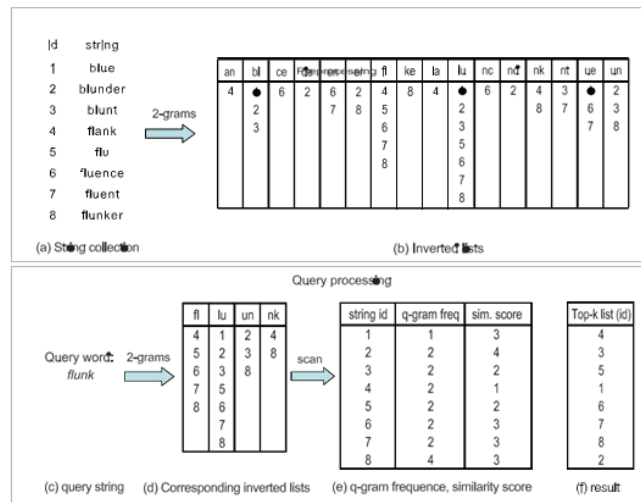 Id string
1 blue
2 blunder
3 blunt
4 flank
5 flu
6 fluence
7 fluent
8 flunker
2-grams
(a) String collection
Preprocessing
an bl ce de en er fl ke la lu nc nd nk nt ue un
4 6 2 6 2 4 8 4 6 2 4 3 2
2 7 8 5 2 8 7 6 3
3 6 3 7 8
7 5
8 6
7
8
(b) Inverted lists
Query processing
Query word:
flunk
2-grams
(c) query string
fl lu un nk
4 1 2 4
5 2 3 8
6 3 8
7 5
8 6
7
8
(d) Corresponding inverted lists
scan
string id q-gram freq sim. score
1 1 3
2 2 4
3 2 2
4 2 1
5 2 2
6 2 3
7 2 3
8 4 3
(e) q-gram frequence, similarity score
Top-k list (id)
4
3
5
1
6
7
8
2
(f) result